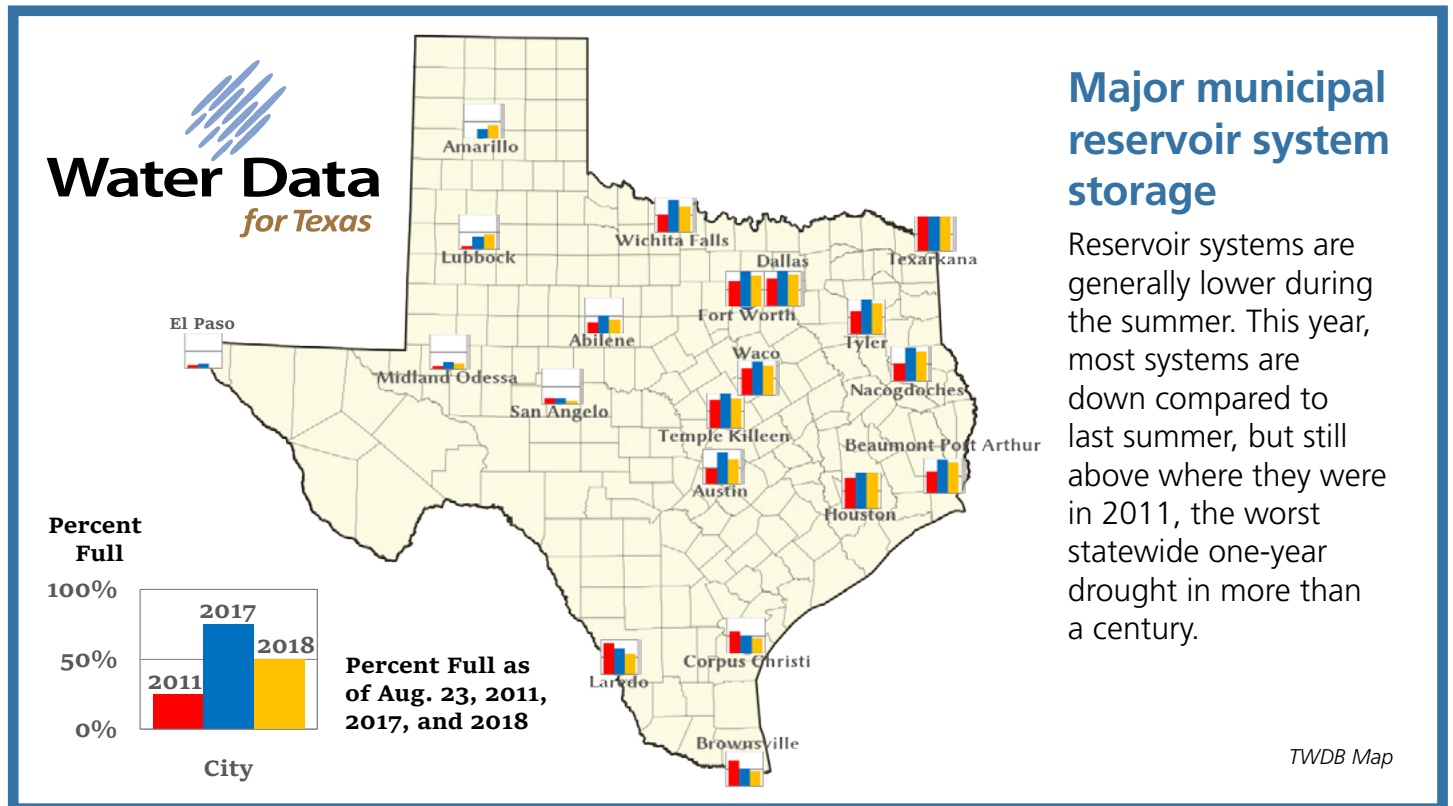 Water Data
for Texas
Amarillo
Lubbock
Wichita Falls
Texarkana
Dallas
Fort Worth
El Paso
Abilene
Tyler
Midland Odessa
Waco
San Angelo
Nacogdoches
Temple Killeen
Beaumont Port Arthur
Austin
Houston
Corpus Christi
Laredo
Brownsville
Percent
Full
100%
50%
0%
2011
2017
2018
City
Percent Full as
of Aug. 23, 2011,
2017, and 2018
Major municipal
reservoir system
storage
Reservoir systems are
generally lower during
the summer. This year,
most systems are
down compared to
last summer, but still
above where they were
in 2011, the worst
statewide one-year
drought in more than
a century.
TWDB Map